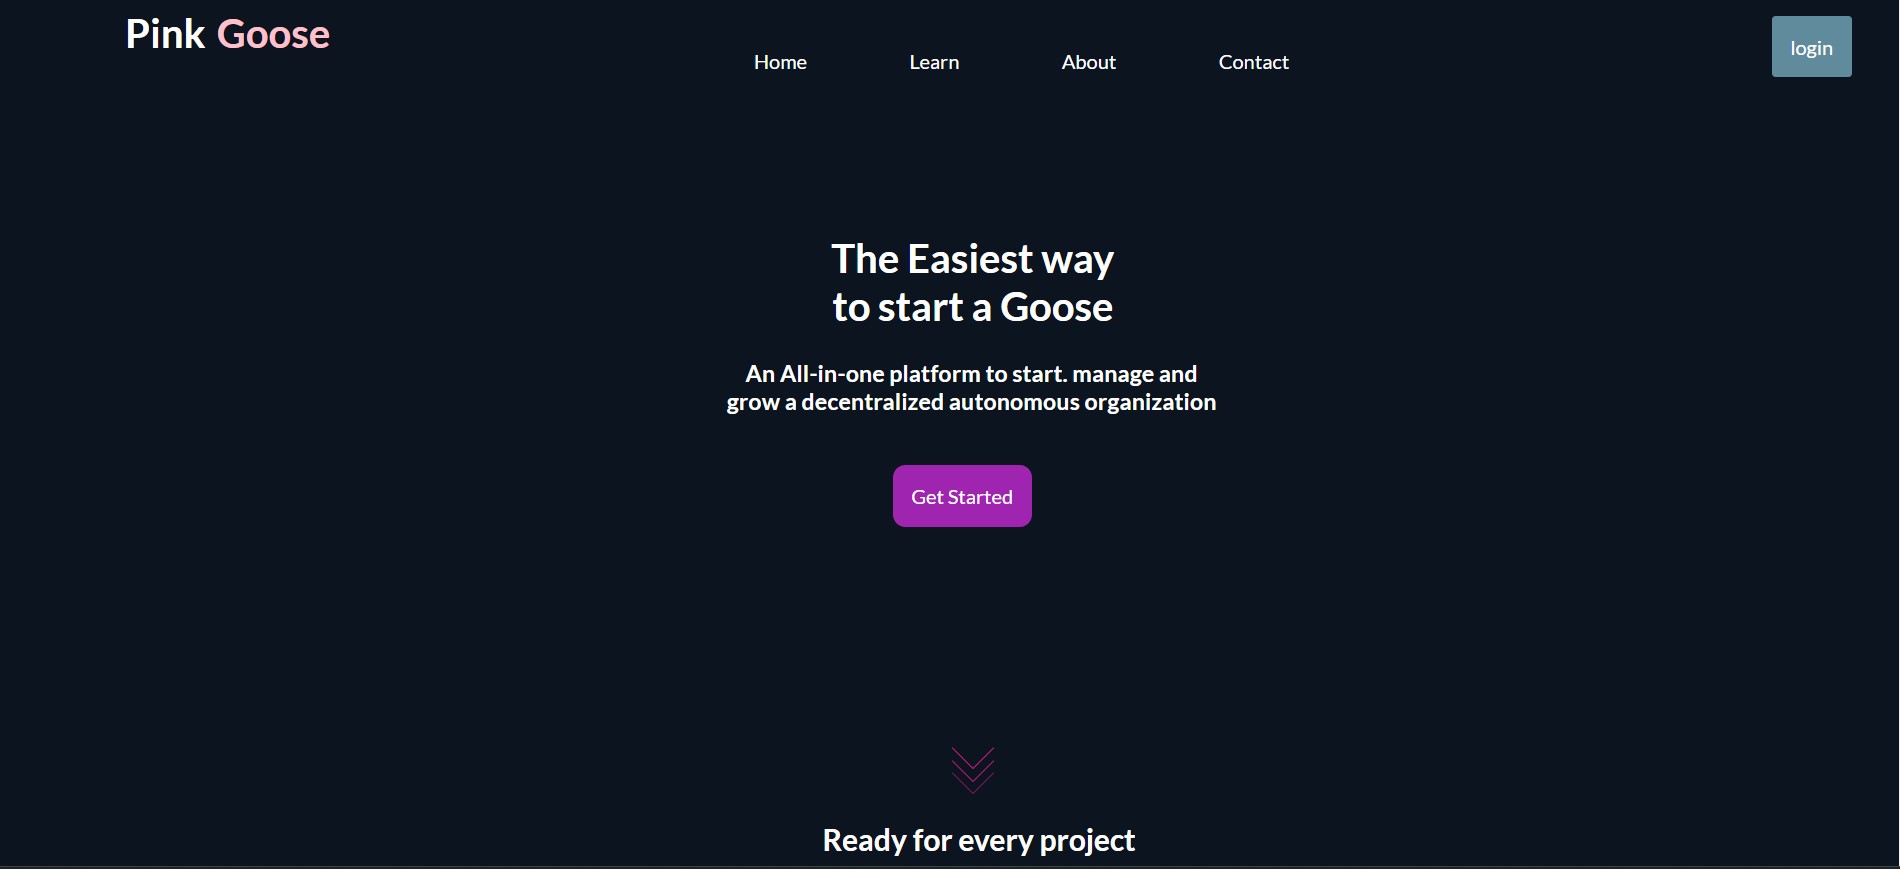 Pink Goose
Home Learn About Contact
login
The Easiest way
to start a Goose
An All-in-one platform to start. manage and
grow a decentralized autonomous organization
Get Started
Ready for every project